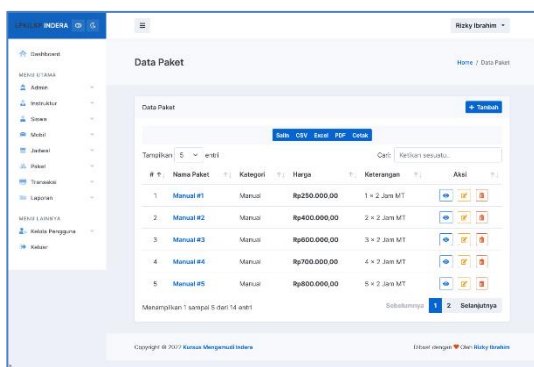 INDERA
Rizky Ibrahim
Dashboard
Data Paket
Home / Data Paket
MENU UTAMA
Admin
Instruktur
Siswa
Mobil
Jadwal
Paket
Transaksi
Laporan
MENU LAINNYA
Kelola Pengguna
Keluar
Data Paket
+ Tambah
Salin CSV Excel PDF Cetak
Tampilkan 5 entri
Cari: Ketikan sesuatu..
# Nama Paket Kategori Harga Keterangan Aksi
1 Manual #1 Manual Rp250.000,00 1 × 2 Jam MT
2 Manual #2 Manual Rp400.000,00 2 × 2 Jam MT
3 Manual #3 Manual Rp600.000,00 3 × 2 Jam MT
4 Manual #4 Manual Rp700.000,00 4 × 2 Jam MT
5 Manual #5 Manual Rp800.000,00 5 × 2 Jam MT
Menampilkan 1 sampai 5 dari 14 entri
Sebelumnya 1 2 Selanjutnya
Copyright © 2022 Kursus Mengemudi Indera
Dibuat dengan ❤ Oleh Rizky Ibrahim